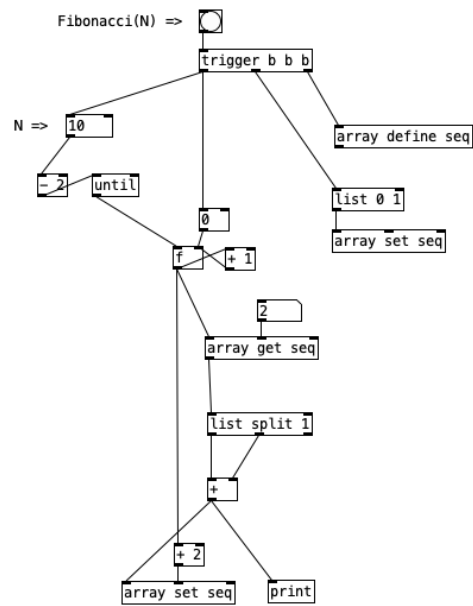 Fibonacci(N) =>
trigger b b b
N =>
10
array define seq
- 2
until
list 0 1
0
array set seq
f
+ 1
2
array get seq
list split 1
+
+ 2
array set seq
print